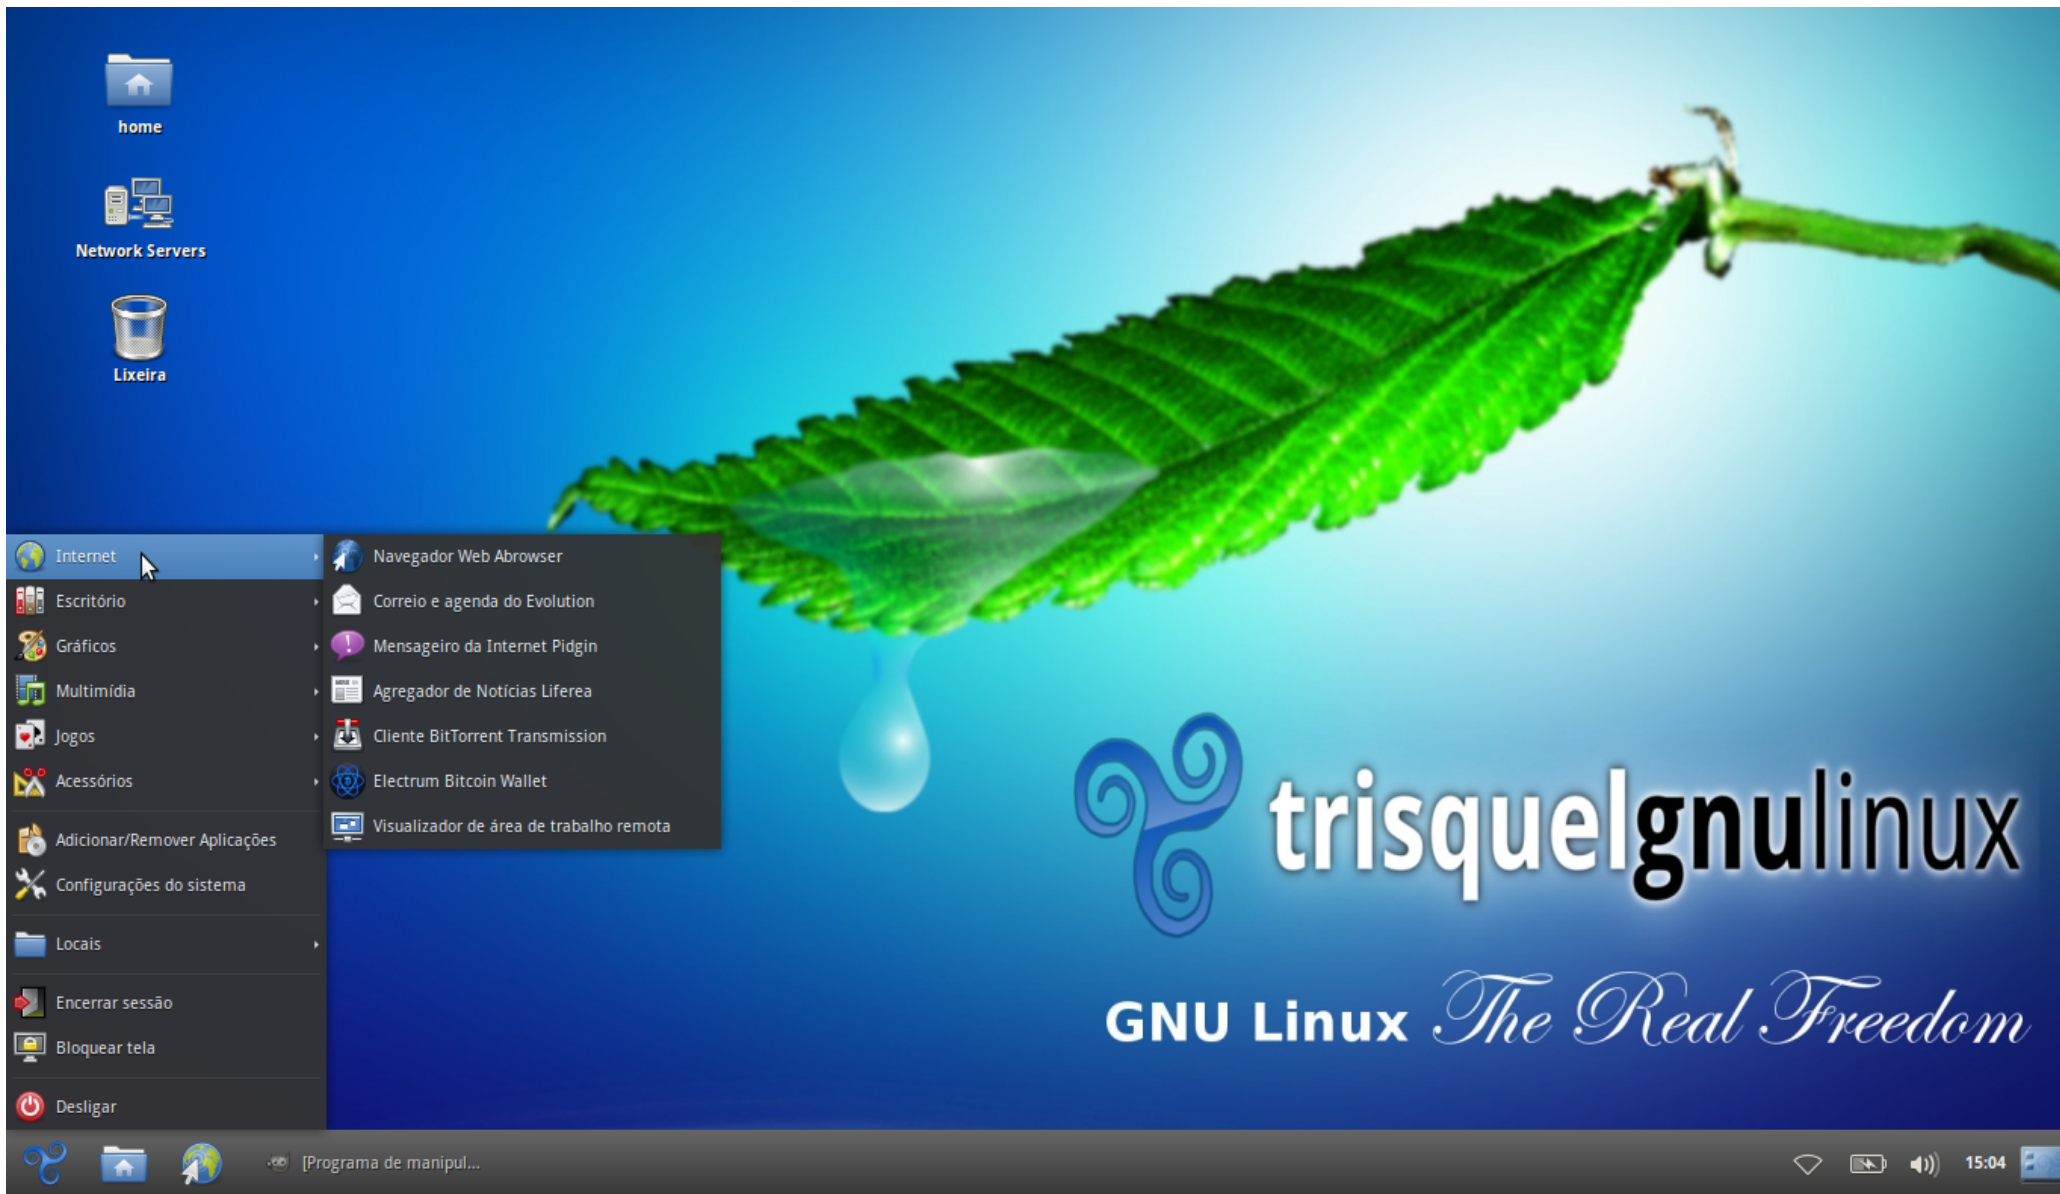 home
Network Servers
Lixeira
Internet
Escritório
Gráficos
Multimídia
Jogos
Acessórios
Adicionar/Remover Aplicações
Configurações do sistema
Locais
Encerrar sessão
Bloquear tela
Desligar
Navegador Web Abrowser
Correio e agenda do Evolution
Mensageiro da Internet Pidgin
Agregador de Notícias Liferea
Cliente BitTorrent Transmission
Electrum Bitcoin Wallet
Visualizador de área de trabalho remota
trisquelgnulinux
GNU Linux The Real Freedom
[Programa de manipul...
15:04